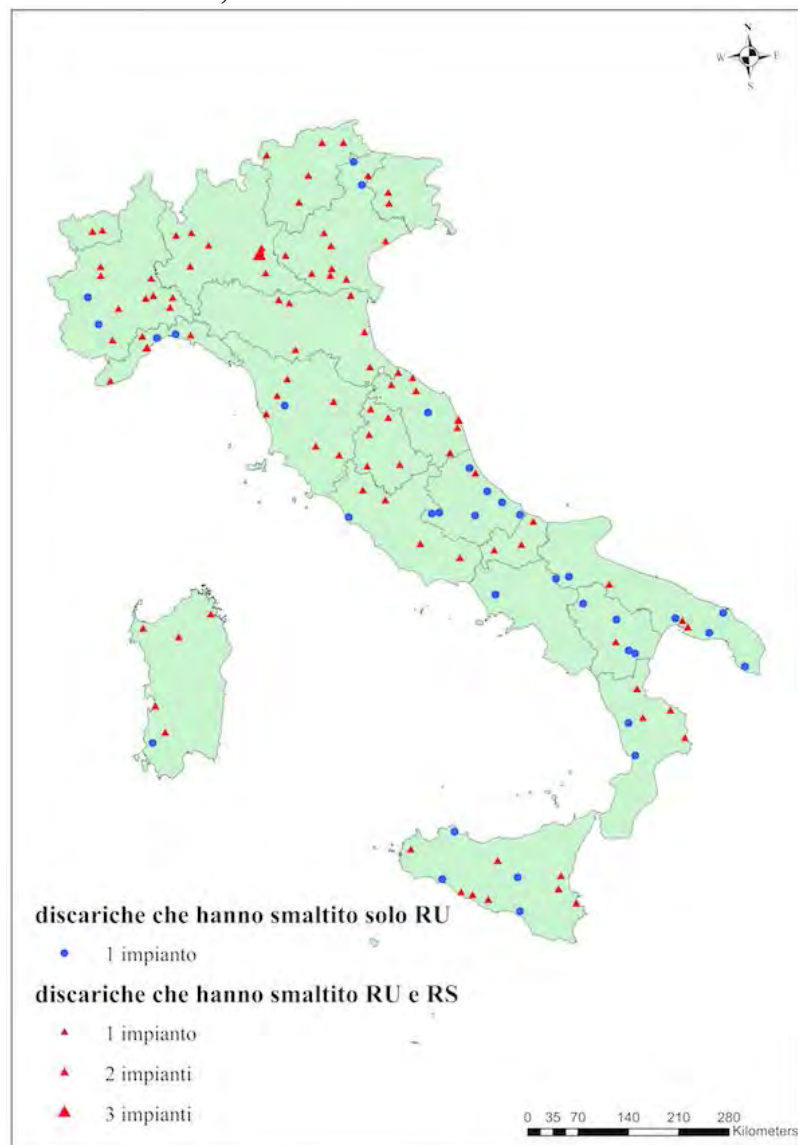 N
W E
S
discariche che hanno smaltito solo RU
1 impianto
discariche che hanno smaltito RU e RS
1 impianto
2 impianti
3 impianti
0 35 70 140 210 280
Kilometers